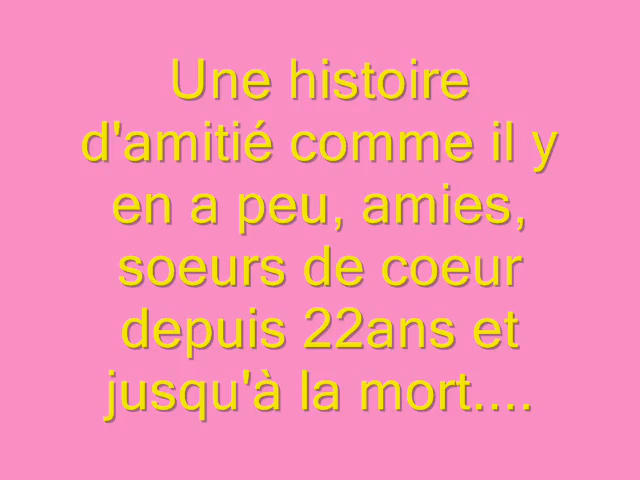 Une histoire
d'amitié comme il y
en a peu, amies,
soeurs de coeur
depuis 22ans et
jusqu'à la mort....